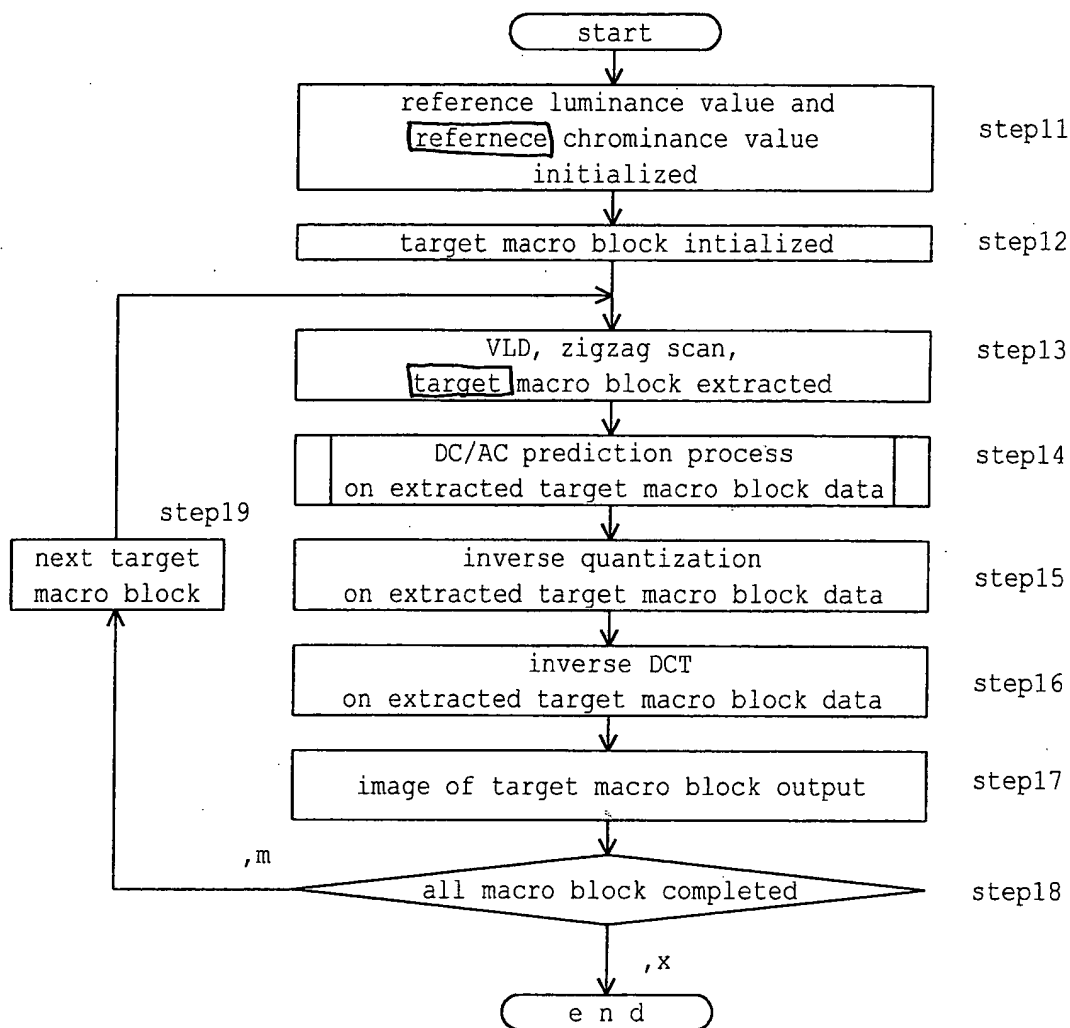 start
reference luminance value and
refernece chrominance value
initialized
step11
target macro block intialized
step12
VLD, zigzag scan,
target macro block extracted
step13
DC/AC prediction process
on extracted target macro block data
step14
step19
next target
macro block
inverse quantization
on extracted target macro block data
step15
inverse DCT
on extracted target macro block data
step16
image of target macro block output
step17
,m
all macro block completed
step18
,x
e n d